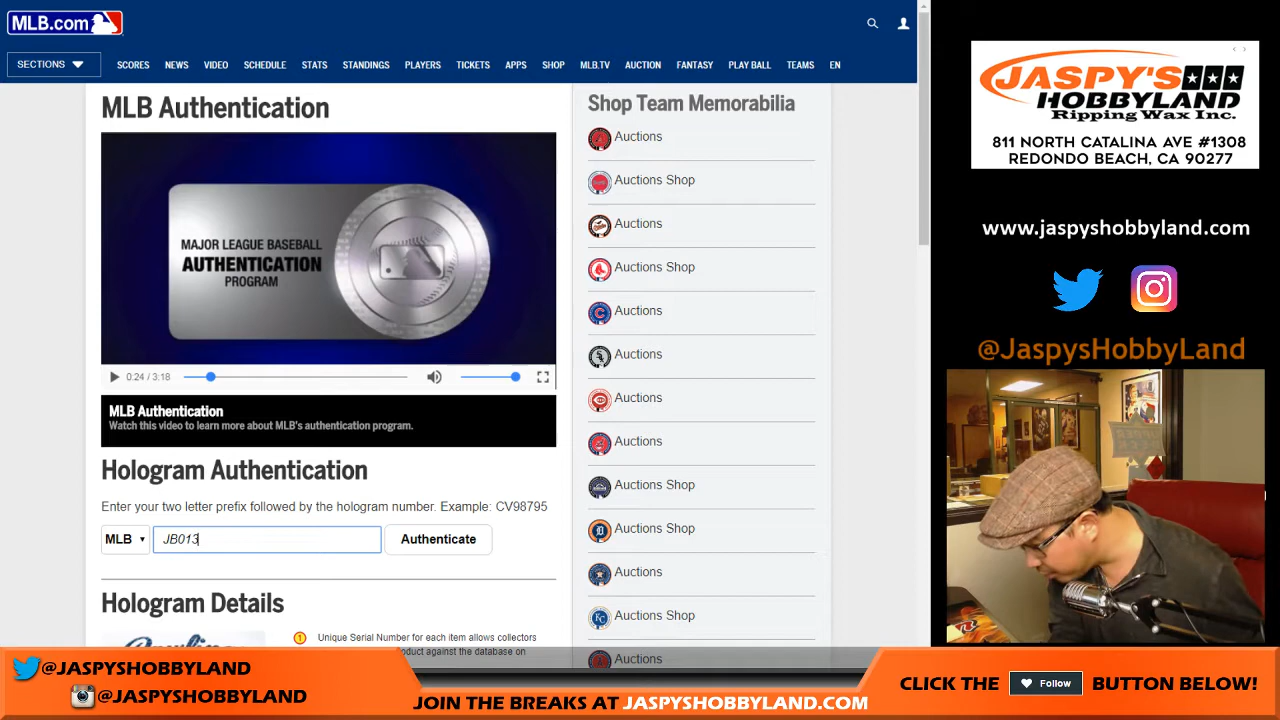 MLB.com
SECTIONS
SCORES NEWS VIDEO SCHEDULE STATS STANDINGS PLAYERS TICKETS APPS SHOP MLB.TV AUCTION FANTASY PLAY BALL TEAMS EN
MLB Authentication
MAJOR LEAGUE BASEBALL
AUTHENTICATION
PROGRAM
0:24 / 3:18
MLB Authentication
Watch this video to learn more about MLB's authentication program.
Hologram Authentication
Enter your two letter prefix followed by the hologram number. Example: CV98795
MLB JB013 Authenticate
Hologram Details
Unique Serial Number for each item allows collectors
product against the database on
Shop Team Memorabilia
Auctions
Auctions Shop
Auctions
Auctions Shop
Auctions
Auctions
Auctions
Auctions
Auctions Shop
Auctions Shop
Auctions
Auctions Shop
Auctions
JASPY'S
HOBBYLAND
Ripping Wax Inc.
811 NORTH CATALINA AVE #1308
REDONDO BEACH, CA 90277
www.jaspyshobbyland.com
@JaspysHobbyLand
@JASPYSHOBBYLAND
@JASPYSHOBBYLAND
JOIN THE BREAKS AT JASPYSHOBBYLAND.COM
CLICK THE Follow BUTTON BELOW!